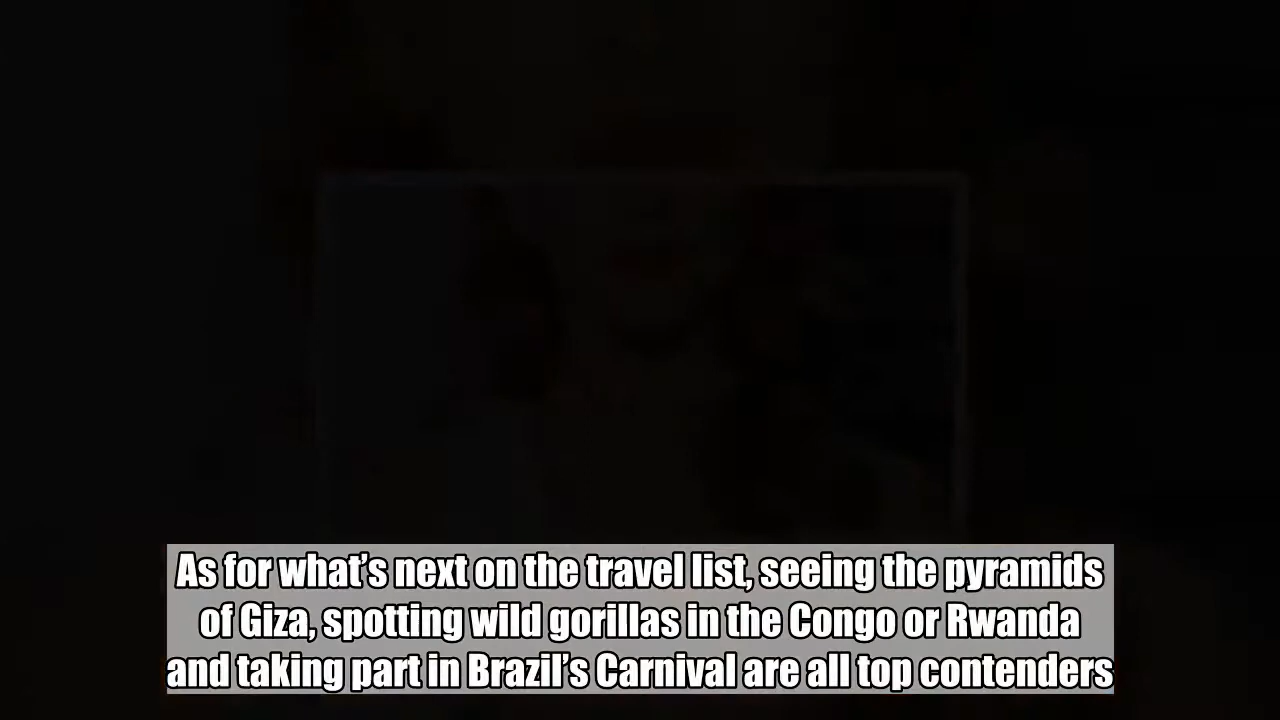 As for what's next on the travel list, seeing the pyramids
of Giza, spotting wild gorillas in the Congo or Rwanda
and taking part in Brazil's Carnival are all top contenders